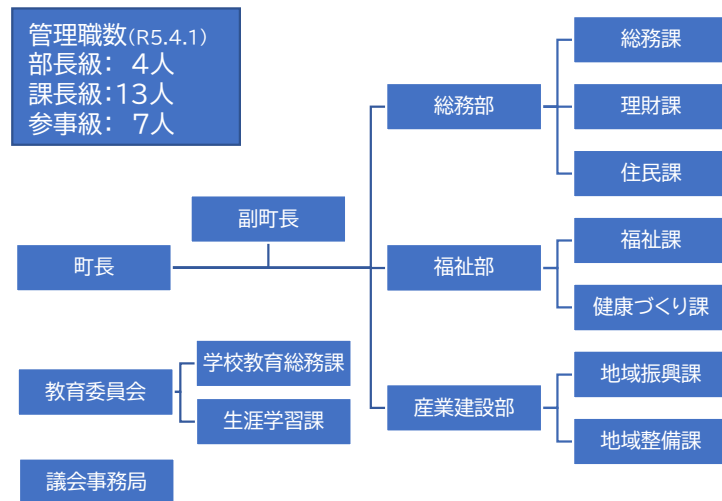 管理職数(R5.4.1)
部長級： 4人
課長級：13人
参事級： 7人
総務課
総務部
理財課
住民課
副町長
福祉課
町長
福祉部
健康づくり課
学校教育総務課
地域振興課
教育委員会
産業建設部
生涯学習課
地域整備課
議会事務局